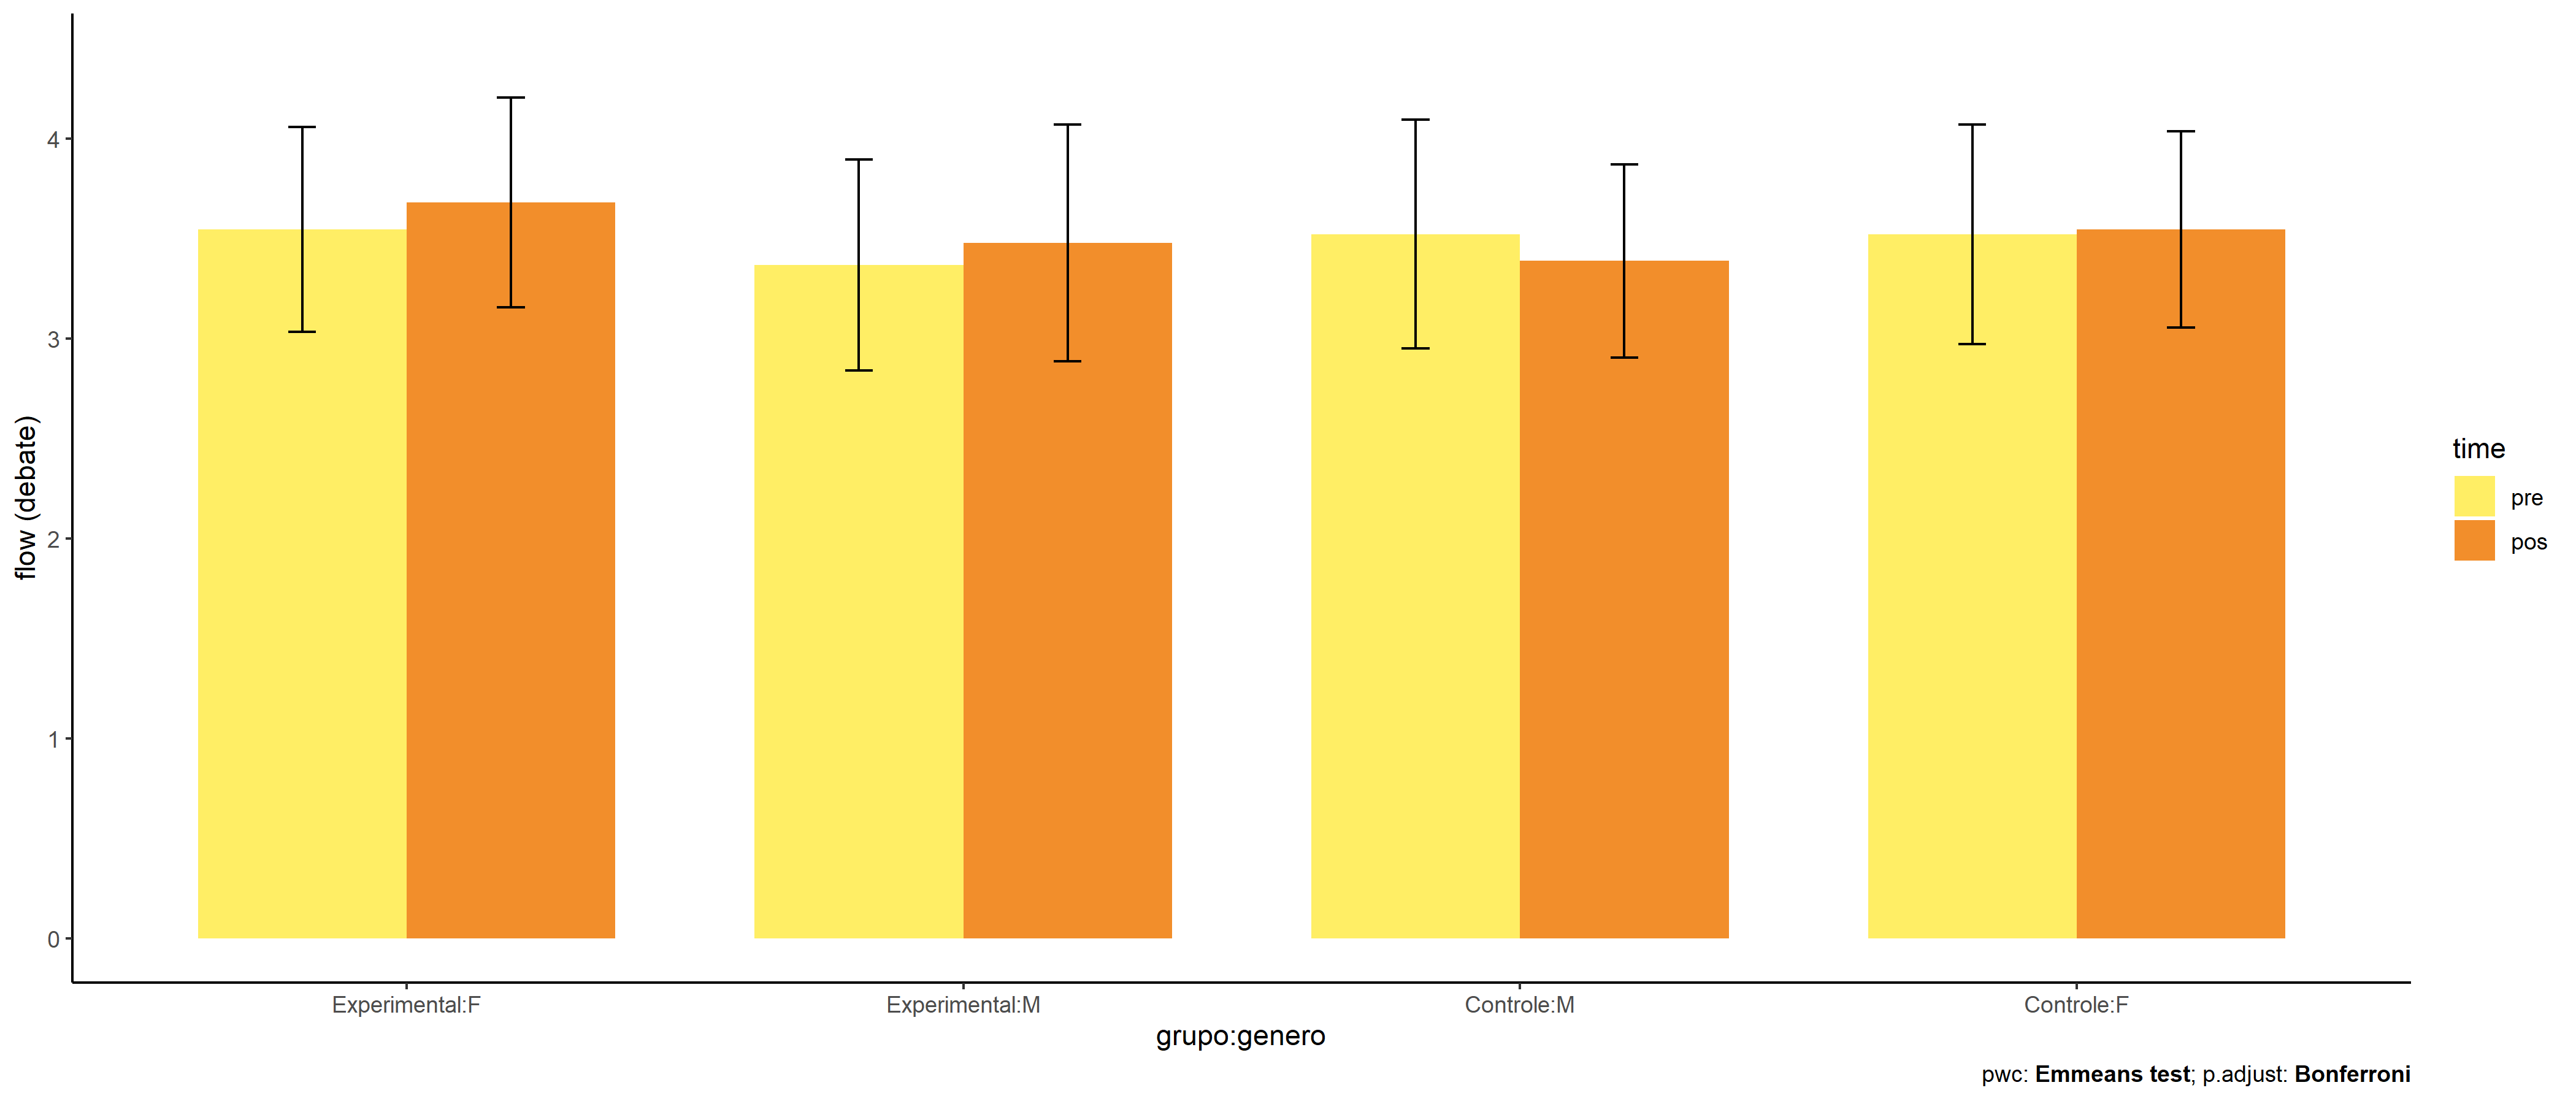 flow (debate)
4
3
2
1
0
Experimental:F
Experimental:M
Controle:M
Controle:F
grupo:genero
time
pre
pos
pwc: Emmeans test; p.adjust: Bonferroni